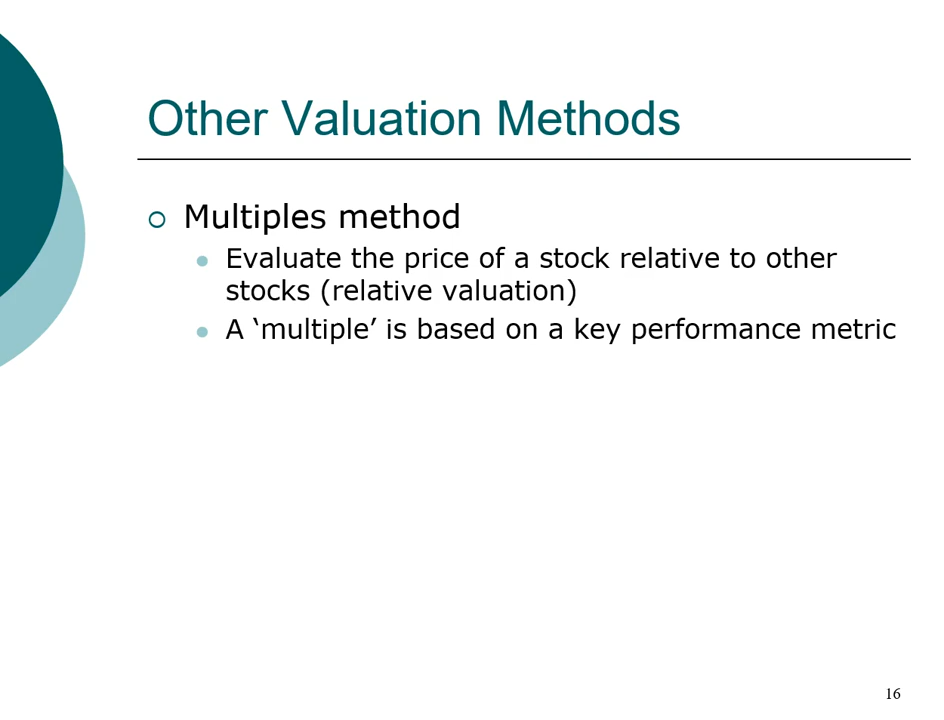 Other Valuation Methods
Multiples method
Evaluate the price of a stock relative to other
stocks (relative valuation)
A ‘multiple’ is based on a key performance metric
16